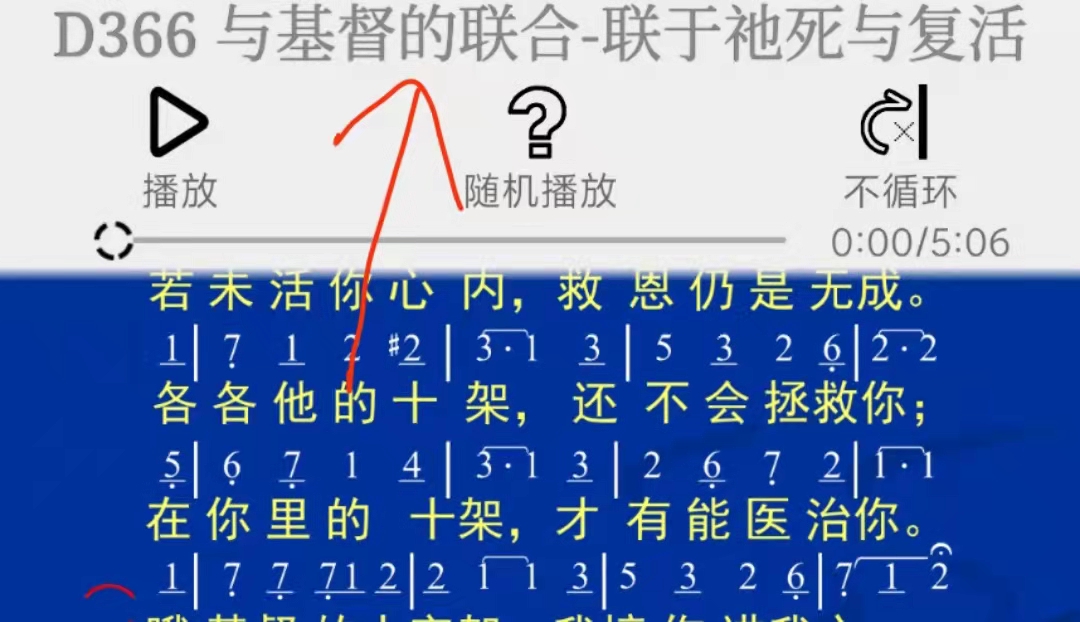 D366 与基督的联合-联于祂死与复活
播放 随机播放 不循环
0:00/5:06
若未活你心内，救恩仍是无成。
1| 7 1 2 #2 | 3·1 3 | 5 3 2 6 | 2·2
各各他的十架，还不会拯救你；
5| 6 7 1 4 | 3·1 3 | 2 6 7 2 | 1·1
在你里的十架，才有能医治你。
1| 7 7 71 2 | 2 1 1 3 | 5 3 2 6 | 7 1 2